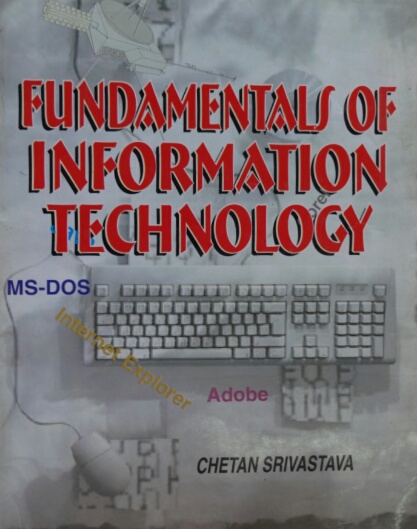 FUNDAMENTALS OF
INFORMATION
TECHNOLOGY
MS-DOS
Internet Explorer
Adobe
CHETAN SRIVASTAVA